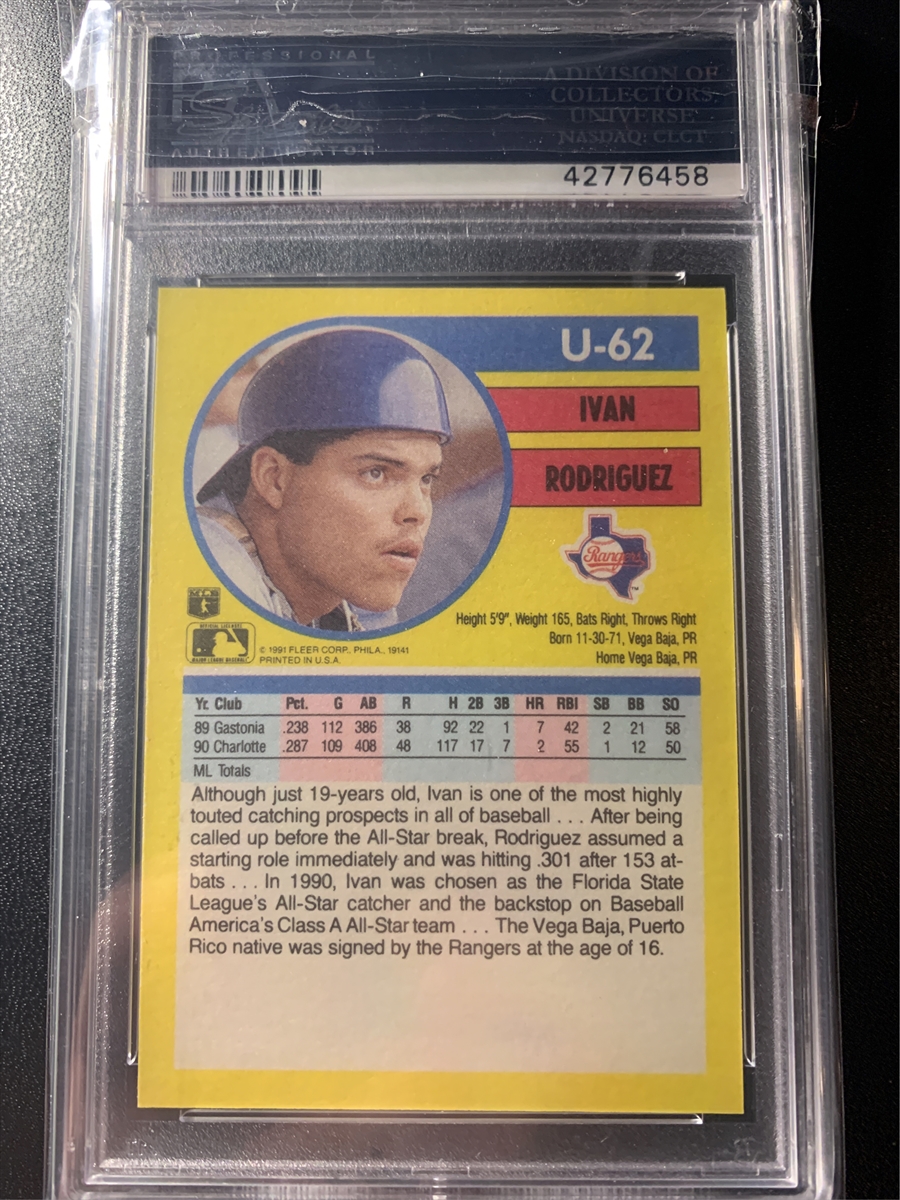 PROFESSIONAL
AUTHENTICATOR
A DIVISION OF
COLLECTORS
UNIVERSE
NASDAQ: CLCT
42776458
U-62
IVAN
RODRIGUEZ
Rangers
™
Height 5'9", Weight 165, Bats Right, Throws Right
Born 11-30-71, Vega Baja, PR
Home Vega Baja, PR
© 1991 FLEER CORP., PHILA., 19141
PRINTED IN U.S.A.
Yr. Club Pct. G AB R H 2B 3B HR RBI SB BB SO
89 Gastonia .238 112 386 38 92 22 1 7 42 2 21 58
90 Charlotte .287 109 408 48 117 17 7 2 55 1 12 50
ML Totals
Although just 19-years old, Ivan is one of the most highly
touted catching prospects in all of baseball . . . After being
called up before the All-Star break, Rodriguez assumed a
starting role immediately and was hitting .301 after 153 at-
bats . . . In 1990, Ivan was chosen as the Florida State
League's All-Star catcher and the backstop on Baseball
America's Class A All-Star team . . . The Vega Baja, Puerto
Rico native was signed by the Rangers at the age of 16.